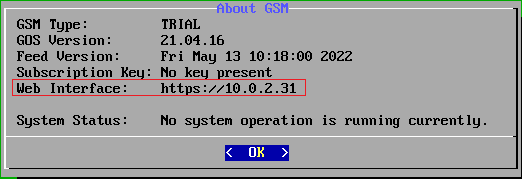 About GSM
GSM Type: TRIAL
GOS Version: 21.04.16
Feed Version: Fri May 13 10:18:00 2022
Subscription Key: No key present
Web Interface: https://10.0.2.31
System Status: No system operation is running currently.
< OK >